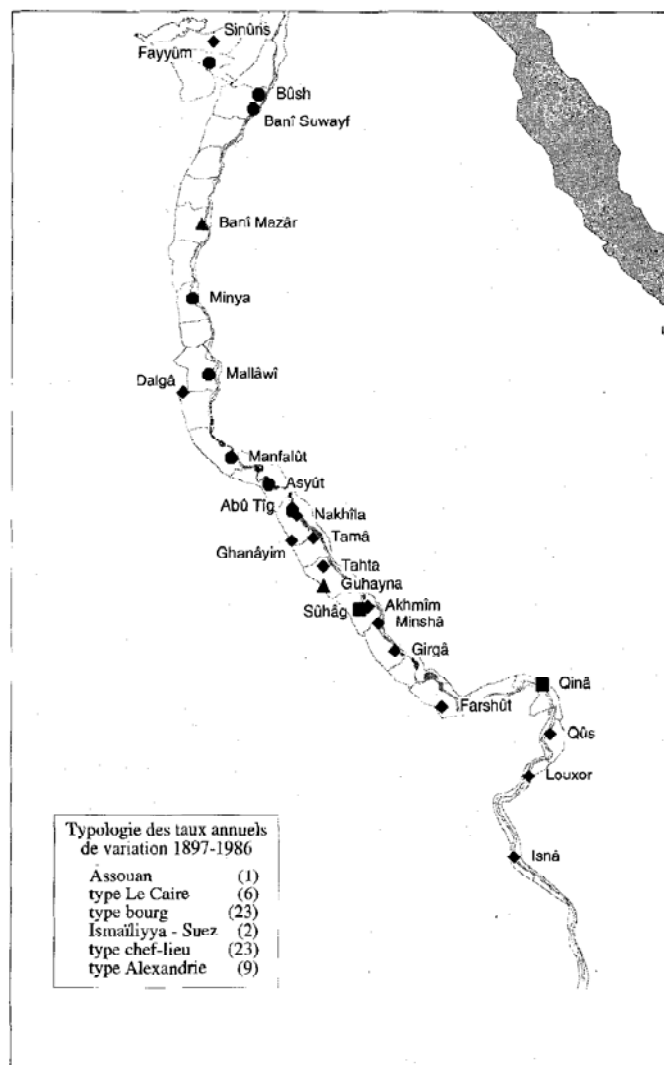 Sinûris
Fayyûm
Bûsh
Banî Suwayf
Banî Mazâr
Minya
Mallâwî
Dalgâ
Manfalût
Asyût
Abû Tîg
Nakhîla
Tamâ
Ghanâyim
Tahta
Guhayna
Akhmîm
Sûhâg
Minshâ
Girgâ
Qinâ
Farshût
Qûs
Louxor
Isnâ
Typologie des taux annuels
de variation 1897-1986
Assouan (1)
type Le Caire (6)
type bourg (23)
Ismaïliyya - Suez (2)
type chef-lieu (23)
type Alexandrie (9)